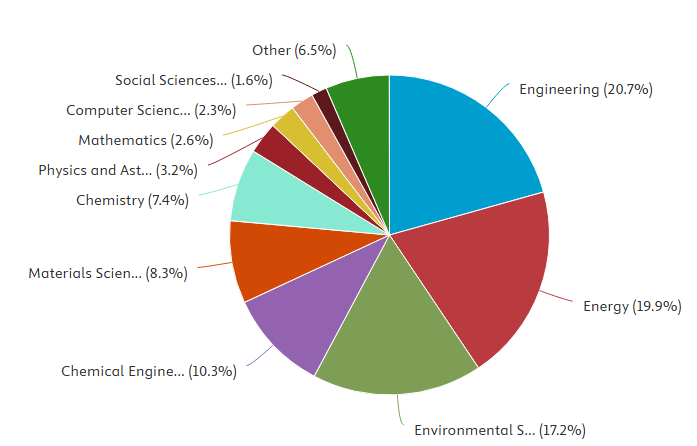 Other (6.5%)
Social Sciences... (1.6%)
Computer Scienc... (2.3%)
Mathematics (2.6%)
Physics and Ast... (3.2%)
Chemistry (7.4%)
Materials Scien... (8.3%)
Chemical Engine... (10.3%)
Engineering (20.7%)
Energy (19.9%)
Environmental S... (17.2%)